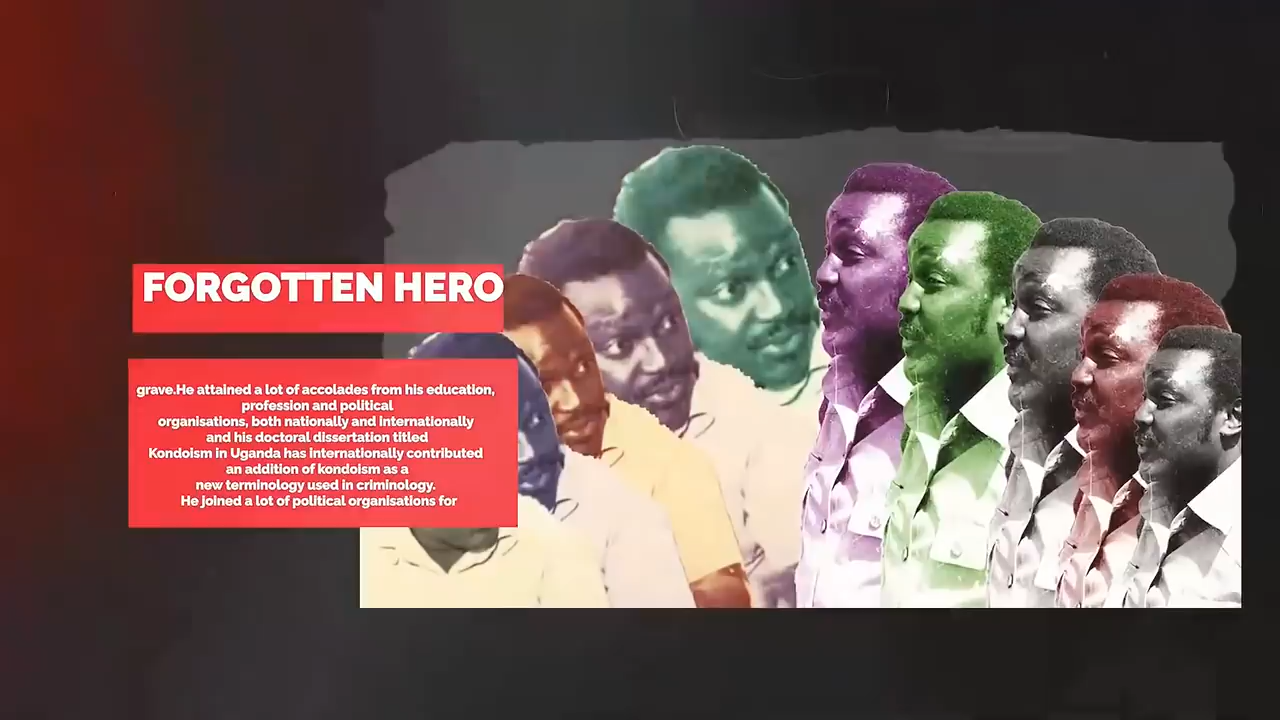 FORGOTTEN HERO
grave.He attained a lot of accolades from his education,
profession and political
organisations, both nationally and internationally
and his doctoral dissertation titled
Kondoism in Uganda has internationally contributed
an addition of kondoism as a
new terminology used in criminology.
He joined a lot of political organisations for